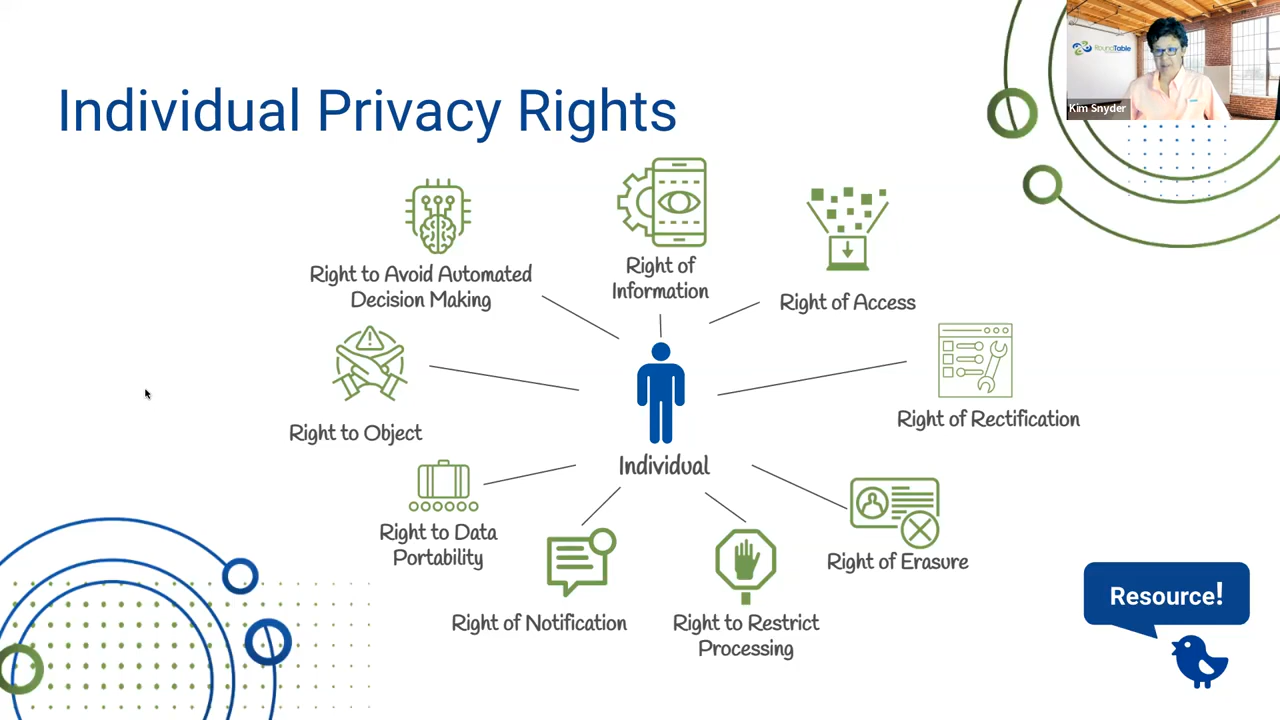 Individual Privacy Rights
RoundTable
Kim Snyder
Right to Avoid Automated
Decision Making
Right of
Information
Right of Access
Right to Object
Right of Rectification
Individual
Right to Data
Portability
Right of Notification
Right to Restrict
Processing
Right of Erasure
Resource!